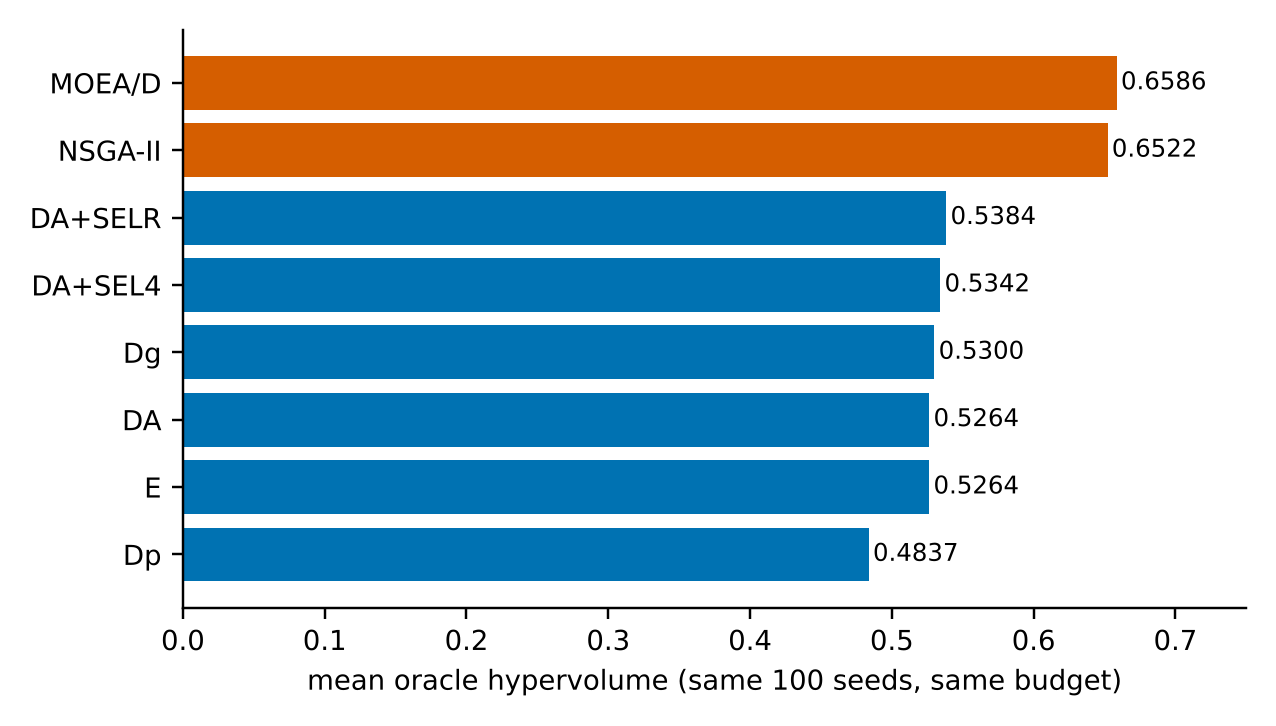 MOEA/D 0.6586
NSGA-II 0.6522
DA+SELR 0.5384
DA+SEL4 0.5342
Dg 0.5300
DA 0.5264
E 0.5264
Dp 0.4837
0.0 0.1 0.2 0.3 0.4 0.5 0.6 0.7
mean oracle hypervolume (same 100 seeds, same budget)